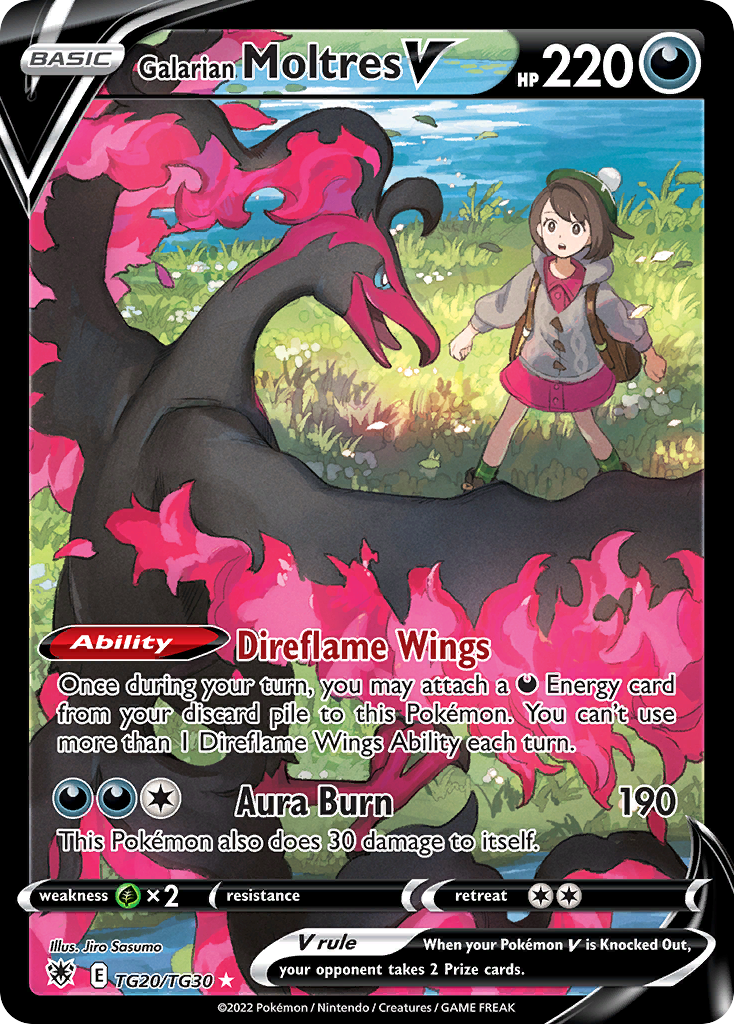 BASIC
Galarian Moltres V
HP 220
Ability Direflame Wings
Once during your turn, you may attach a Energy card
from your discard pile to this Pokémon. You can't use
more than 1 Direflame Wings Ability each turn.
Aura Burn 190
This Pokémon also does 30 damage to itself.
weakness ×2 resistance retreat
Illus. Jiro Sasumo
V rule
When your Pokémon V is Knocked Out,
your opponent takes 2 Prize cards.
E TG20/TG30
©2022 Pokémon / Nintendo / Creatures / GAME FREAK